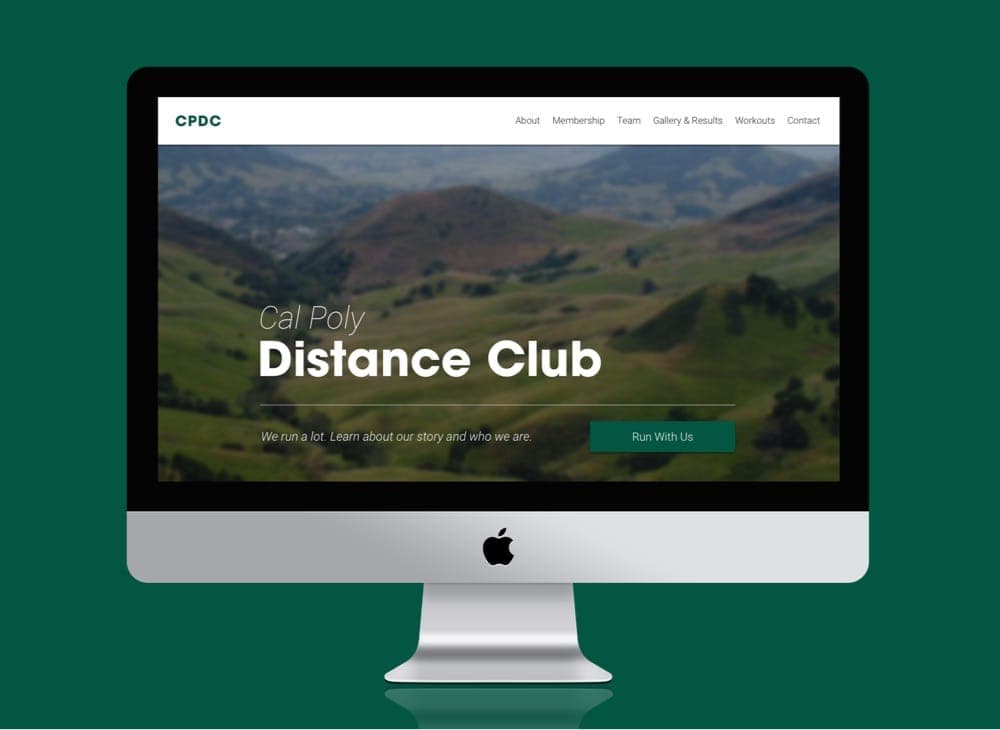 CPDC
About Membership Team Gallery & Results Workouts Contact
Cal Poly
Distance Club
We run a lot. Learn about our story and who we are.
Run With Us